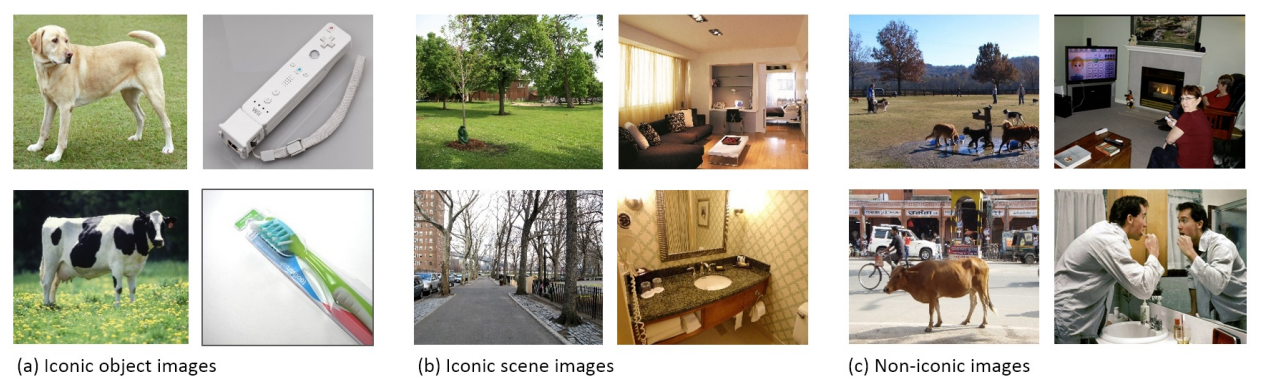 (a) Iconic object images
(b) Iconic scene images
(c) Non-iconic images